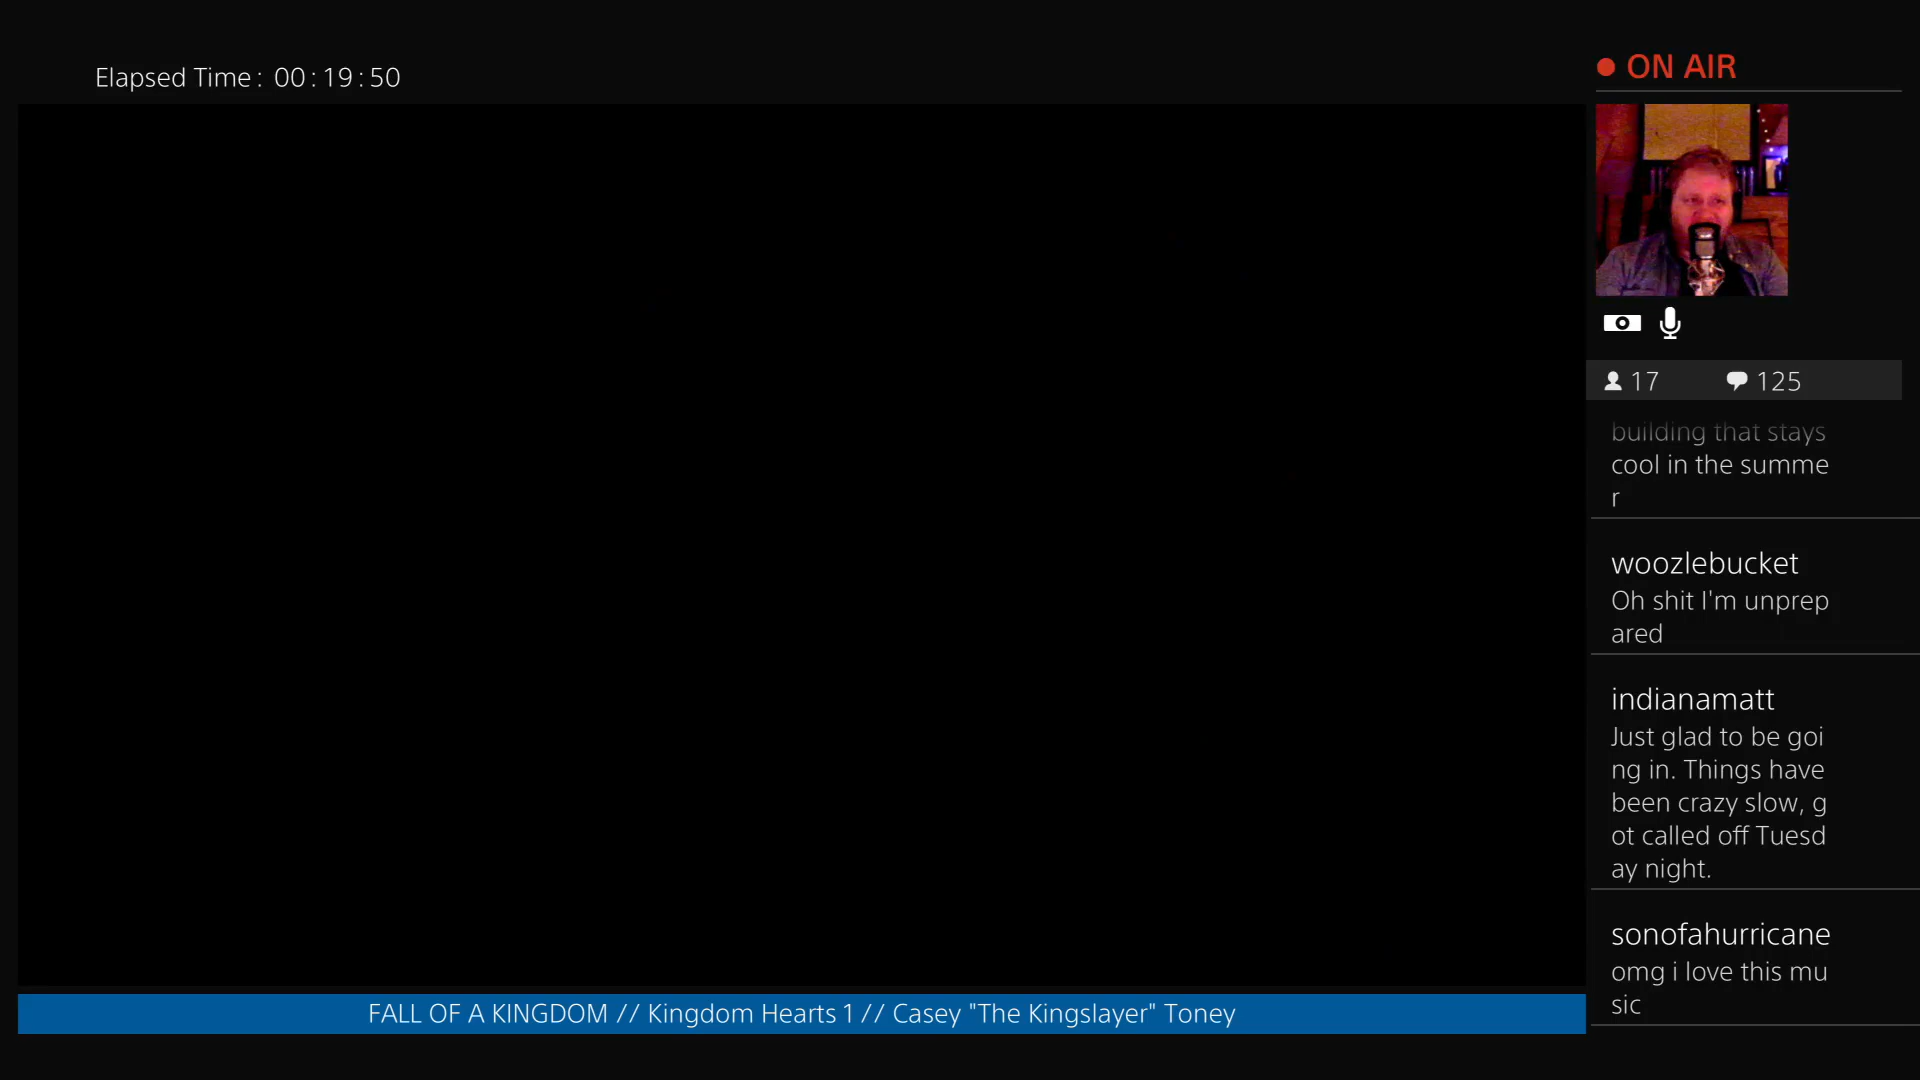 Elapsed Time: 00:19:50
ON AIR
17 125
building that stays
cool in the summe
r
woozlebucket
Oh shit I'm unprep
ared
indianamatt
Just glad to be goi
ng in. Things have
been crazy slow, g
ot called off Tuesd
ay night.
sonofahurricane
omg i love this mu
sic
FALL OF A KINGDOM // Kingdom Hearts 1 // Casey "The Kingslayer" Toney